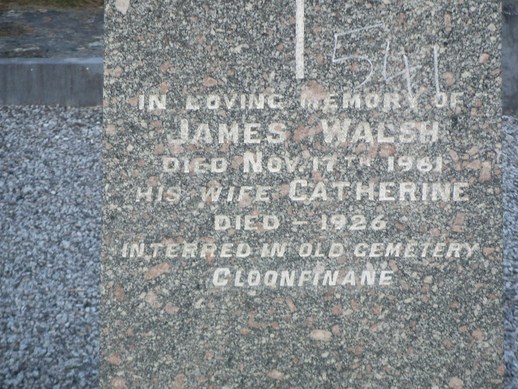 541
IN LOVING MEMORY OF
JAMES WALSH
DIED NOV. 17TH 1961
HIS WIFE CATHERINE
DIED - 1926
INTERRED IN OLD CEMETERY
CLOONFINANE